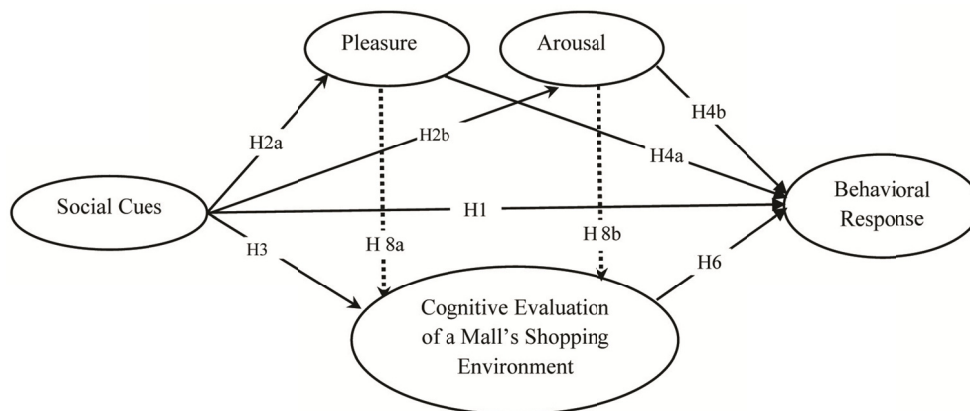 Pleasure
Arousal
H4b
H2a
H2b
H4a
Social Cues
H1
Behavioral
Response
H3
H 8a
H 8b
H6
Cognitive Evaluation
of a Mall’s Shopping
Environment